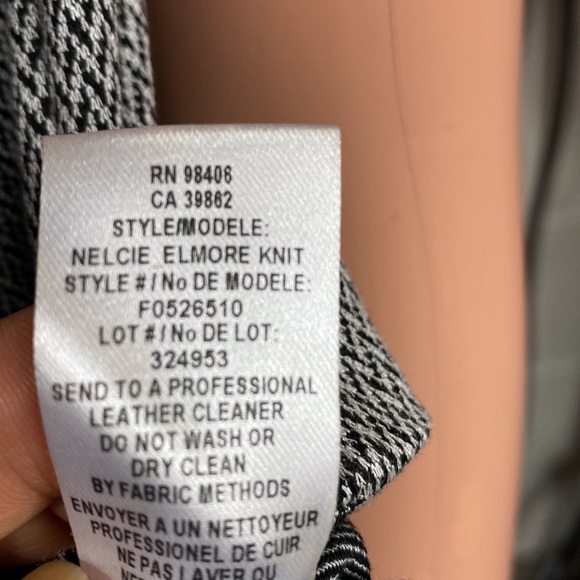 RN 98406
CA 39862
STYLE/MODELE:
NELCIE ELMORE KNIT
STYLE #/No DE MODELE:
F0526510
LOT #/No DE LOT:
324953
SEND TO A PROFESSIONAL
LEATHER CLEANER
DO NOT WASH OR
DRY CLEAN
BY FABRIC METHODS
ENVOYER A UN NETTOYEUR
PROFESSIONEL DE CUIR
NE PAS LAVER OU